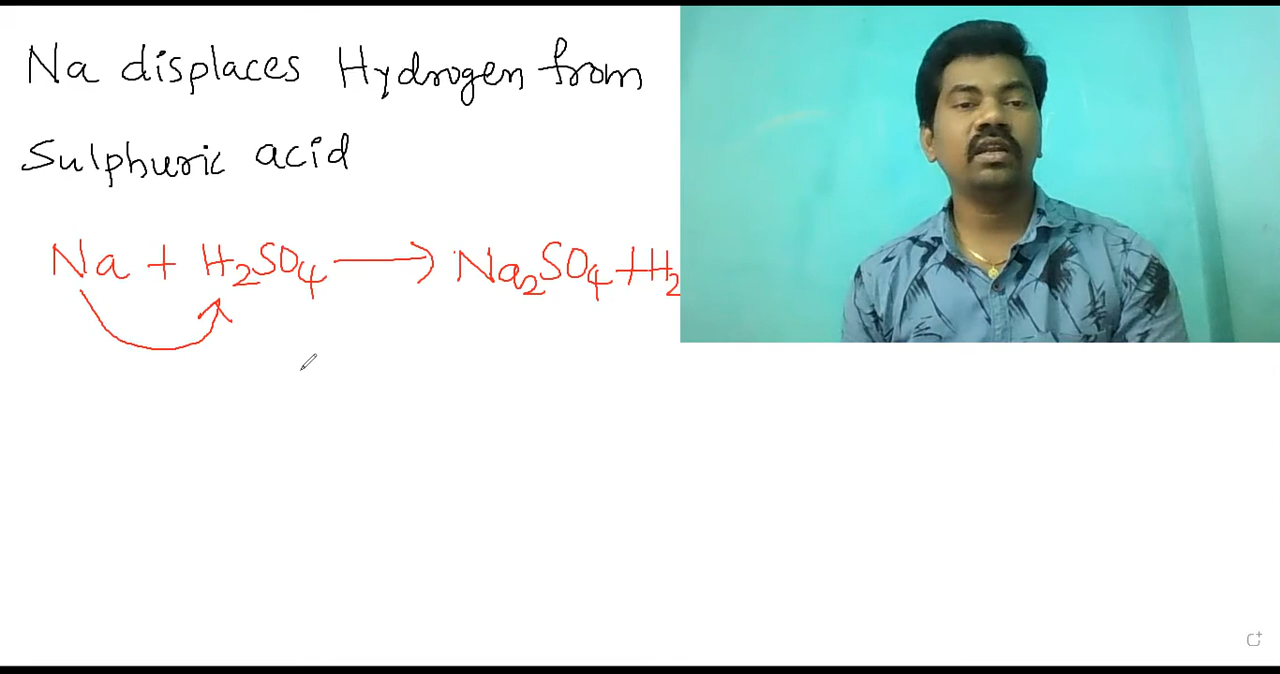 Na displaces Hydrogen from
Sulphuric acid
Na + H₂SO₄ ⟶ Na₂SO₄+H₂